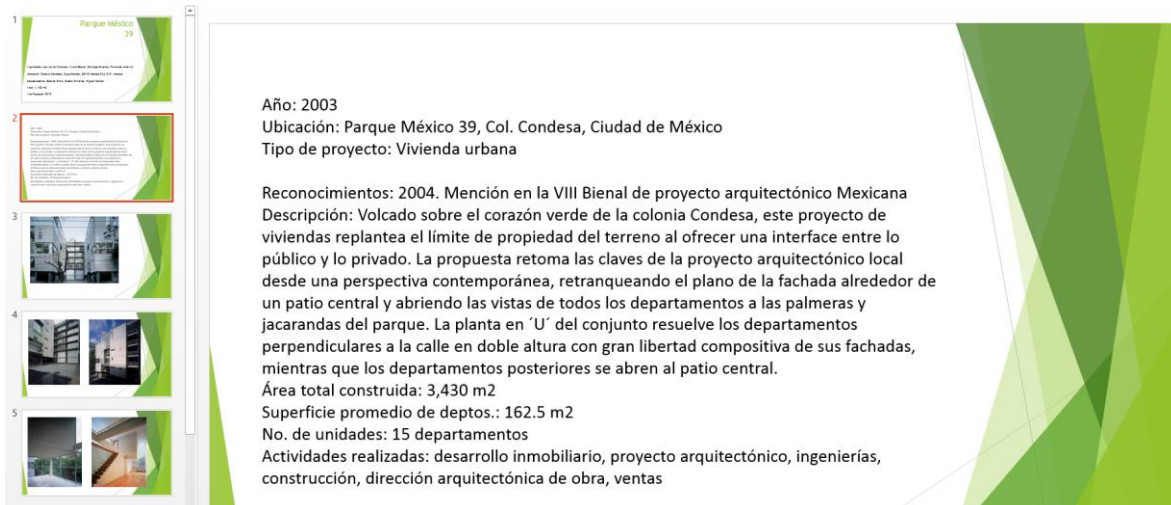 1
Parque México
39
2
3
4
5
Año: 2003
Ubicación: Parque México 39, Col. Condesa, Ciudad de México
Tipo de proyecto: Vivienda urbana
Reconocimientos: 2004. Mención en la VIII Bienal de proyecto arquitectónico Mexicana
Descripción: Volcado sobre el corazón verde de la colonia Condesa, este proyecto de
viviendas replantea el límite de propiedad del terreno al ofrecer una interface entre lo
público y lo privado. La propuesta retoma las claves de la proyecto arquitectónico local
desde una perspectiva contemporánea, retranqueando el plano de la fachada alrededor de
un patio central y abriendo las vistas de todos los departamentos a las palmeras y
jacarandas del parque. La planta en ´U´ del conjunto resuelve los departamentos
perpendiculares a la calle en doble altura con gran libertad compositiva de sus fachadas,
mientras que los departamentos posteriores se abren al patio central.
Área total construida: 3,430 m2
Superficie promedio de deptos.: 162.5 m2
No. de unidades: 15 departamentos
Actividades realizadas: desarrollo inmobiliario, proyecto arquitectónico, ingenierías,
construcción, dirección arquitectónica de obra, ventas